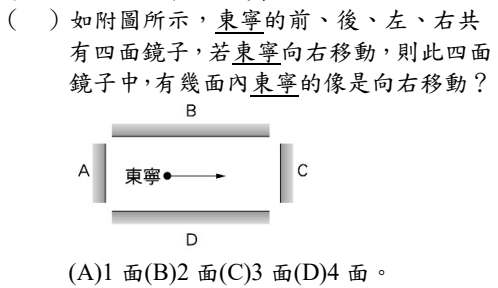 (　　) 如附圖所示，東寧的前、後、左、右共
有四面鏡子，若東寧向右移動，則此四面
鏡子中，有幾面內東寧的像是向右移動？
B
A
東寧
C
D
(A)1 面(B)2 面(C)3 面(D)4 面。